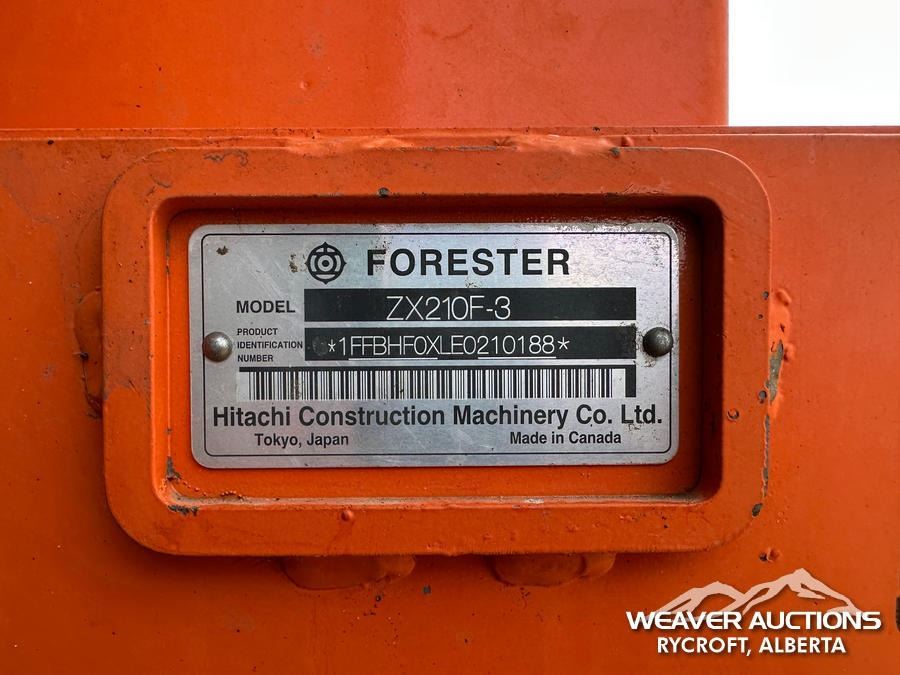 FORESTER
MODEL ZX210F-3
PRODUCT
IDENTIFICATION
NUMBER
*1FFBHF0XLE0210188*
Hitachi Construction Machinery Co. Ltd.
Tokyo, Japan Made in Canada
WEAVER AUCTIONS
RYCROFT, ALBERTA